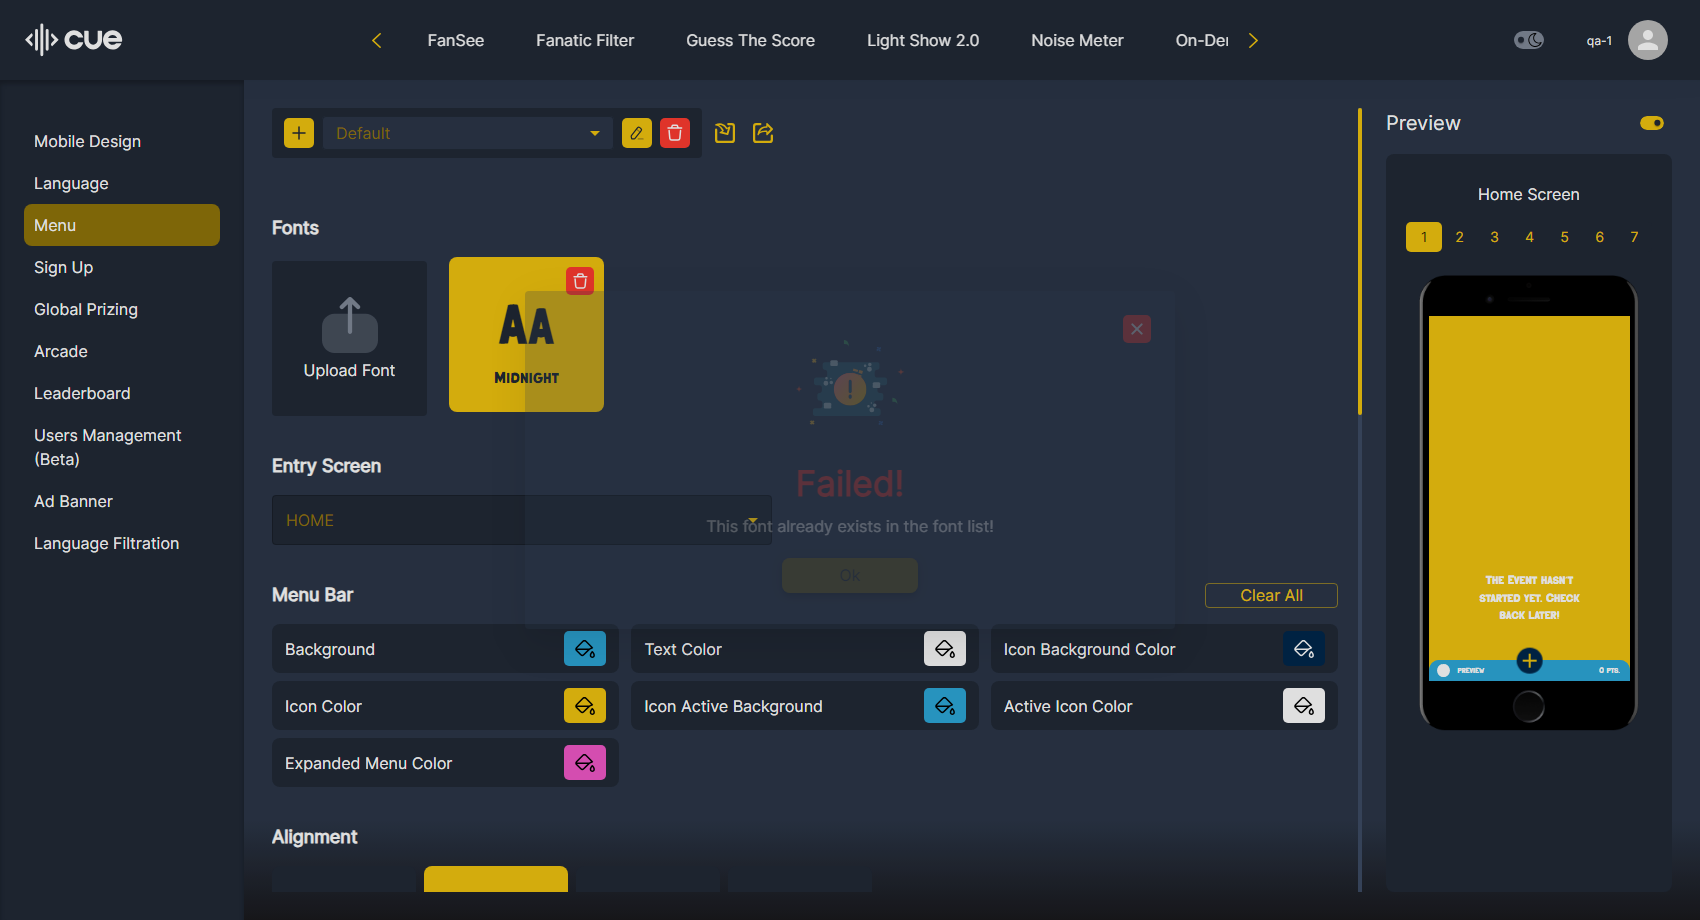 cue
FanSee
Fanatic Filter
Guess The Score
Light Show 2.0
Noise Meter
On-Der
qa-1
Mobile Design
Language
Menu
Sign Up
Global Prizing
Arcade
Leaderboard
Users Management
(Beta)
Ad Banner
Language Filtration
Default
Fonts
Upload Font
AA
Midnight
Failed!
This font already exists in the font list!
Ok
Entry Screen
HOME
Menu Bar
Clear All
Background
Text Color
Icon Background Color
Icon Color
Icon Active Background
Active Icon Color
Expanded Menu Color
Alignment
Preview
Home Screen
1 2 3 4 5 6 7
The Event hasn't
started yet. Check
back later!
PREVIEW
0 PTS.